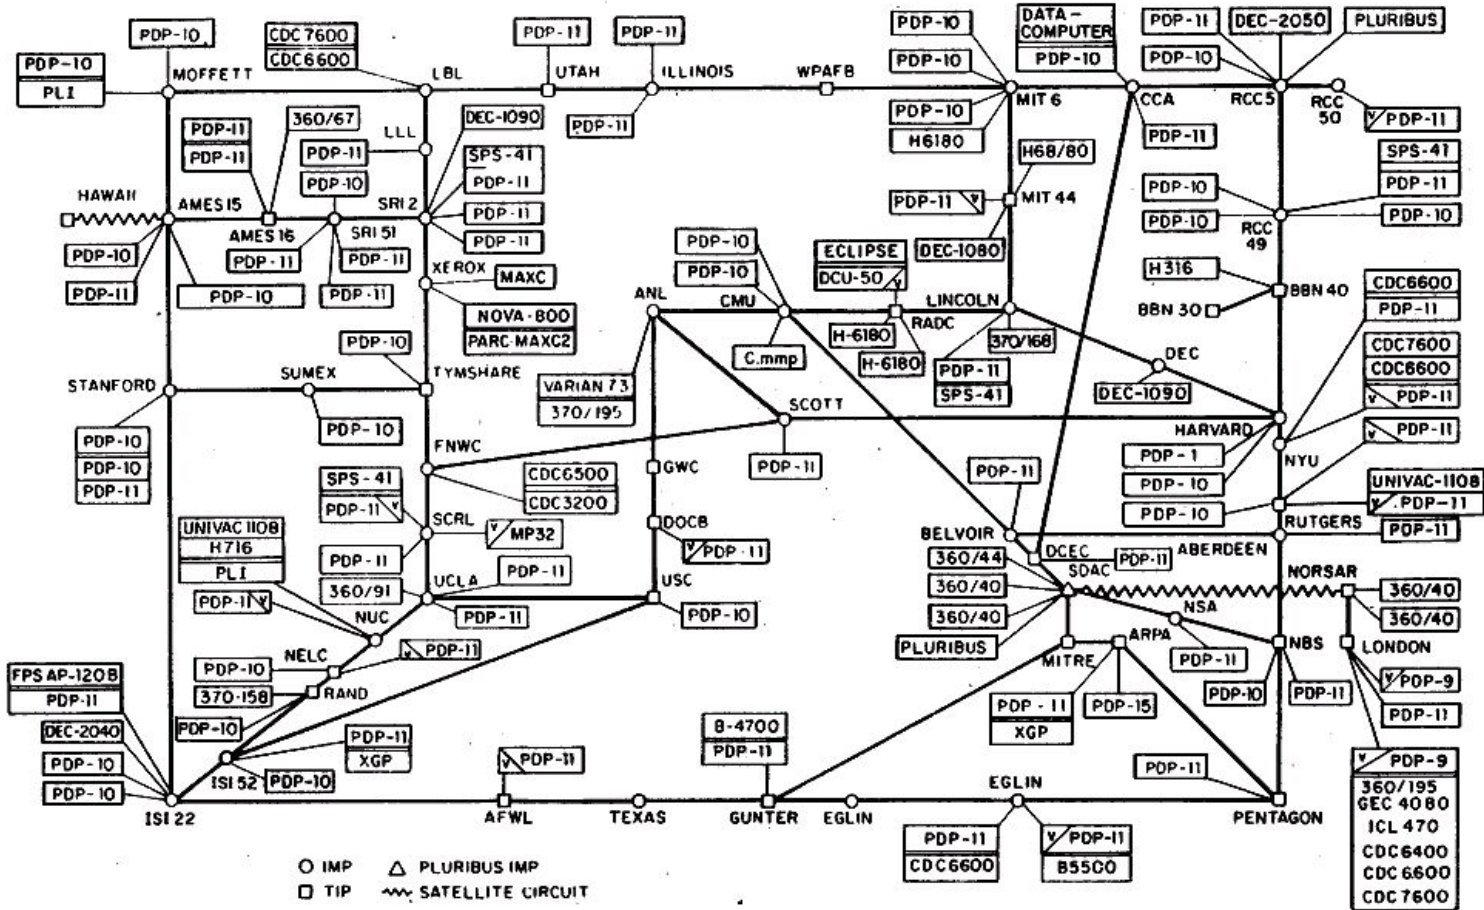 PDP-10
CDC 7600
CDC6600
PDP-11
PDP-11
PDP-10
DATA-
COMPUTER
PDP-10
PDP-11
DEC-2050
PLURIBUS
PDP-10
PLI
MOFFETT
LBL
UTAH
ILLINOIS
WPAFB
PDP-10
MIT 6
CCA
PDP-10
RCC5
RCC
50
PDP-11
PDP-10
H6180
PDP-11
V PDP-11
PDP-11
PDP-11
360/67
LLL
PDP-11
DEC-1090
SPS-41
PDP-11
H68/80
SPS-41
PDP-11
HAWAII
PDP-10
PDP-11 V
MIT 44
PDP-10
PDP-10
AMES 15
AMES 16
SRI 51
SRI 2
PDP-11
PDP-11
PDP-10
DEC-1080
PDP-10
RCC
49
PDP-10
PDP-11
PDP-11
PDP-11
PDP-10
PDP-11
XEROX
MAXC
PDP-10
ECLIPSE
DCU-50 V
H316
CDC6600
PDP-11
ANL
CMU
RADC
LINCOLN
BBN 40
BBN 30
NOVA-800
PARC-MAXC2
PDP-10
C.mmp
H-6180
H-6180
370/168
DEC
CDC7600
CDC6600
STANFORD
SUMEX
TYMSHARE
VARIAN 73
370/195
PDP-11
SPS-41
DEC-1090
V PDP-11
PDP-10
SCOTT
HARVARD
V PDP-11
PDP-10
PDP-10
PDP-11
FNWC
GWC
PDP-11
PDP-11
PDP-1
PDP-10
NYU
SPS-41
PDP-11 V
CDC6500
CDC3200
UNIVAC-1108
V PDP-11
PDP-10
RUTGERS
UNIVAC 1108
H716
PLI
SCRL
V MP32
DOCB
V PDP-11
BELVOIR
DCEC
PDP-11
ABERDEEN
PDP-11
PDP-11
360/91
UCLA
PDP-11
USC
360/44
360/40
360/40
SDAC
NORSAR
360/40
360/40
PDP-11 V
NUC
PDP-11
PDP-10
NSA
PLURIBUS
MITRE
ARPA
PDP-11
NBS
LONDON
NELC
V PDP-11
PDP-10
370-158
RAND
PDP-10
PDP-11
V PDP-9
PDP-11
FPS AP-120B
PDP-11
DEC-2040
PDP-10
PDP-10
PDP-10
PDP-11
XGP
PDP-10
ISI 52
B-4700
PDP-11
PDP-11
XGP
PDP-15
V PDP-11
PDP-11
V PDP-9
360/195
GEC 4080
ICL 470
CDC6400
CDC6600
CDC7600
ISI 22
AFWL
TEXAS
GUNTER
EGLIN
EGLIN
PENTAGON
PDP-11
CDC6600
V PDP-11
B5500
IMP
PLURIBUS IMP
TIP
SATELLITE CIRCUIT